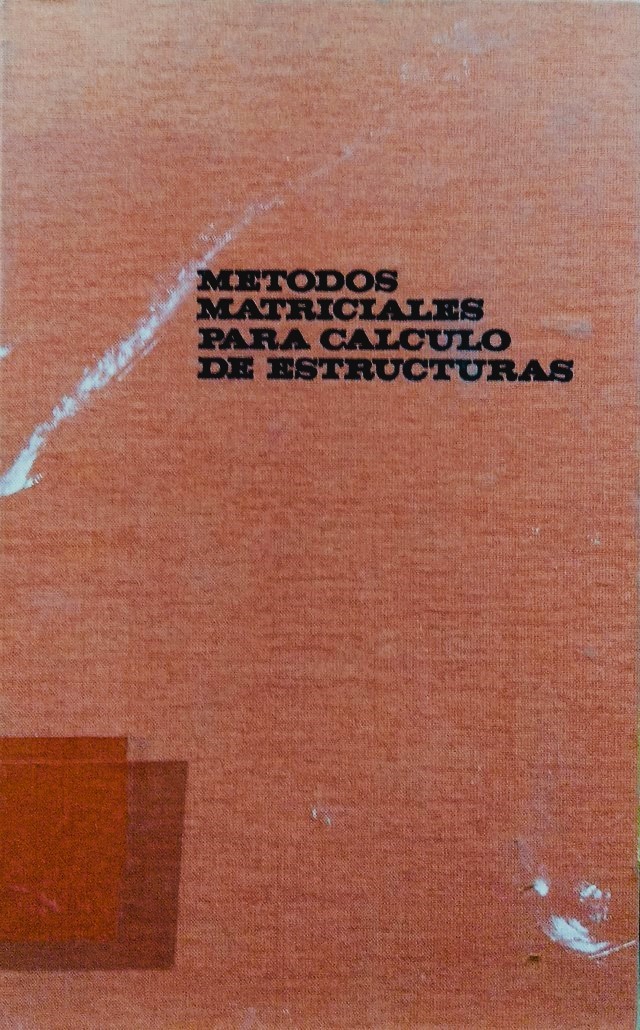 METODOS
MATRICIALES
PARA CALCULO
DE ESTRUCTURAS